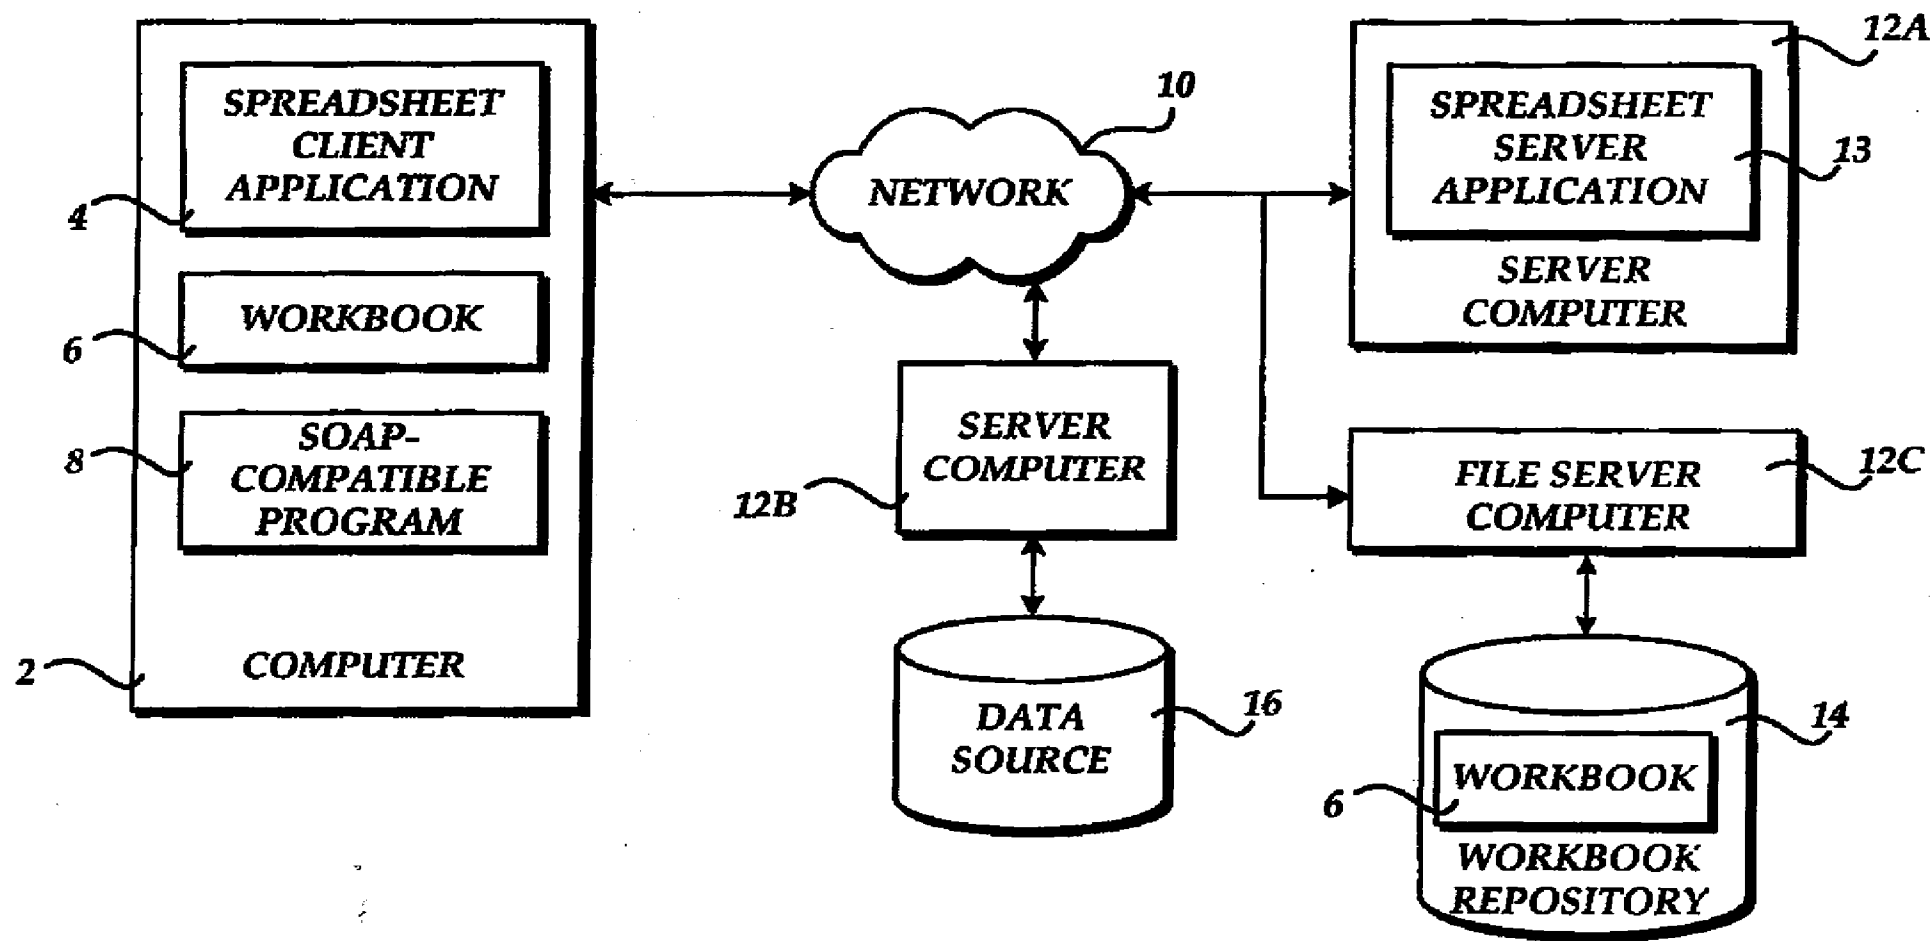 SPREADSHEET
CLIENT
APPLICATION
4
WORKBOOK
6
SOAP-
COMPATIBLE
PROGRAM
8
COMPUTER
2
NETWORK
10
SERVER
COMPUTER
12B
DATA
SOURCE
16
12A
SPREADSHEET
SERVER
APPLICATION
13
SERVER
COMPUTER
FILE SERVER
COMPUTER
12C
14
WORKBOOK
6
WORKBOOK
REPOSITORY